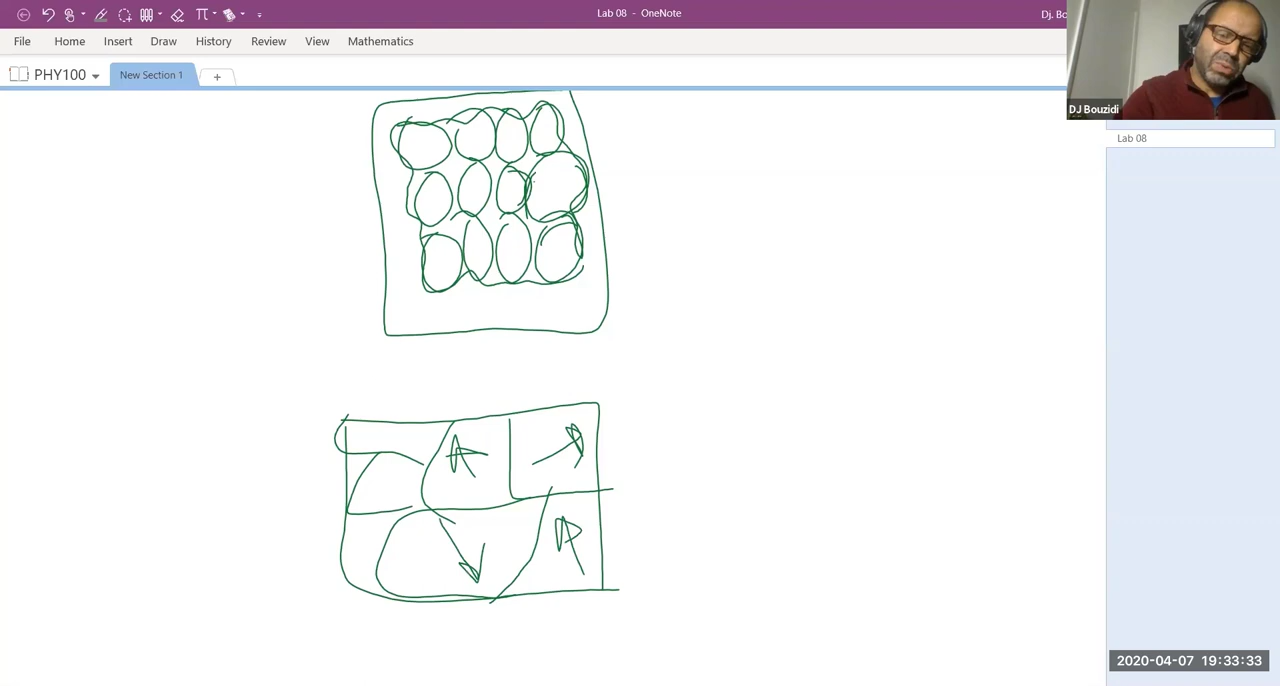 Lab 08 - OneNote
Dj. Bo
File Home Insert Draw History Review View Mathematics
PHY100 New Section 1 +
DJ Bouzidi
Lab 08
2020-04-07 19:33:33